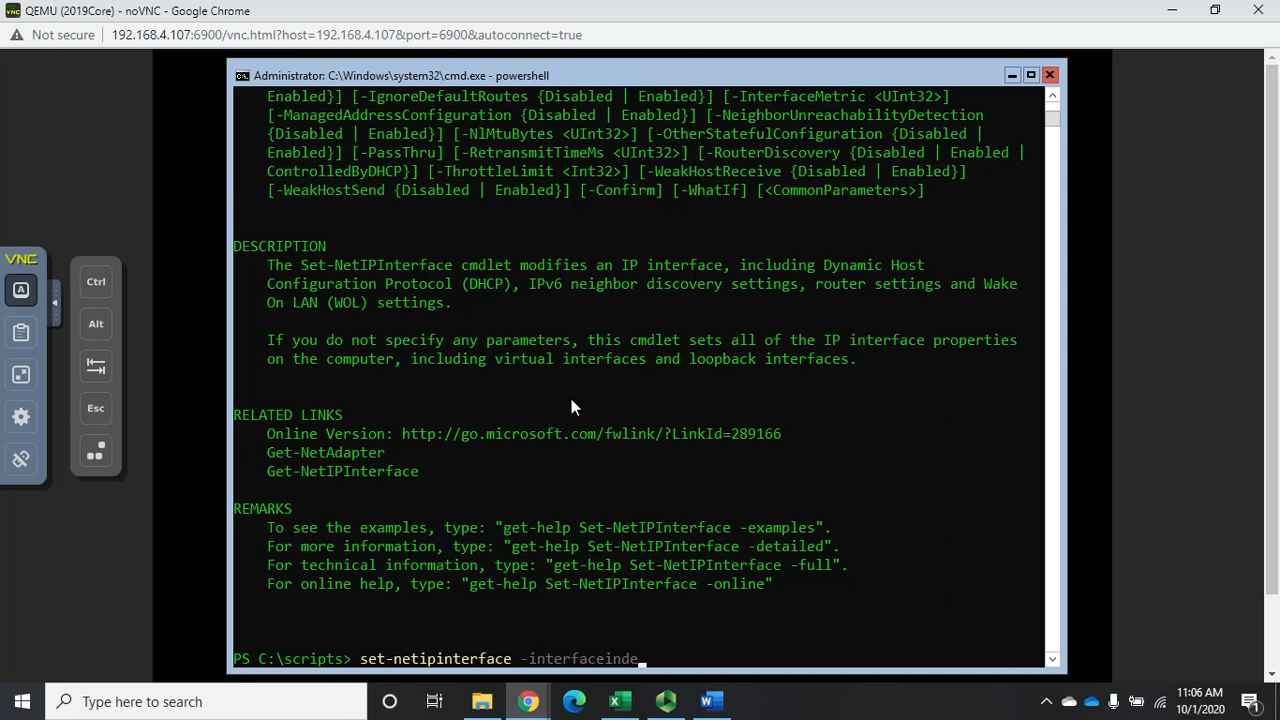 QEMU (2019Core) - noVNC - Google Chrome
Not secure 192.168.4.107:6900/vnc.html?host=192.168.4.107&port=6900&autoconnect=true
Administrator: C:\Windows\system32\cmd.exe - powershell
Enabled}] [-IgnoreDefaultRoutes {Disabled | Enabled}] [-InterfaceMetric <UInt32>]
[-ManagedAddressConfiguration {Disabled | Enabled}] [-NeighborUnreachabilityDetection
{Disabled | Enabled}] [-NlMtuBytes <UInt32>] [-OtherStatefulConfiguration {Disabled |
Enabled}] [-PassThru] [-RetransmitTimeMs <UInt32>] [-RouterDiscovery {Disabled | Enabled |
ControlledByDHCP}] [-ThrottleLimit <Int32>] [-WeakHostReceive {Disabled | Enabled}]
[-WeakHostSend {Disabled | Enabled}] [-Confirm] [-WhatIf] [<CommonParameters>]
DESCRIPTION
The Set-NetIPInterface cmdlet modifies an IP interface, including Dynamic Host
Configuration Protocol (DHCP), IPv6 neighbor discovery settings, router settings and Wake
On LAN (WOL) settings.
If you do not specify any parameters, this cmdlet sets all of the IP interface properties
on the computer, including virtual interfaces and loopback interfaces.
RELATED LINKS
Online Version: http://go.microsoft.com/fwlink/?LinkId=289166
Get-NetAdapter
Get-NetIPInterface
REMARKS
To see the examples, type: "get-help Set-NetIPInterface -examples".
For more information, type: "get-help Set-NetIPInterface -detailed".
For technical information, type: "get-help Set-NetIPInterface -full".
For online help, type: "get-help Set-NetIPInterface -online"
PS C:\scripts> set-netipinterface -interfaceinde
VNC
A
Ctrl
Alt
Esc
Type here to search
11:06 AM
10/1/2020
1